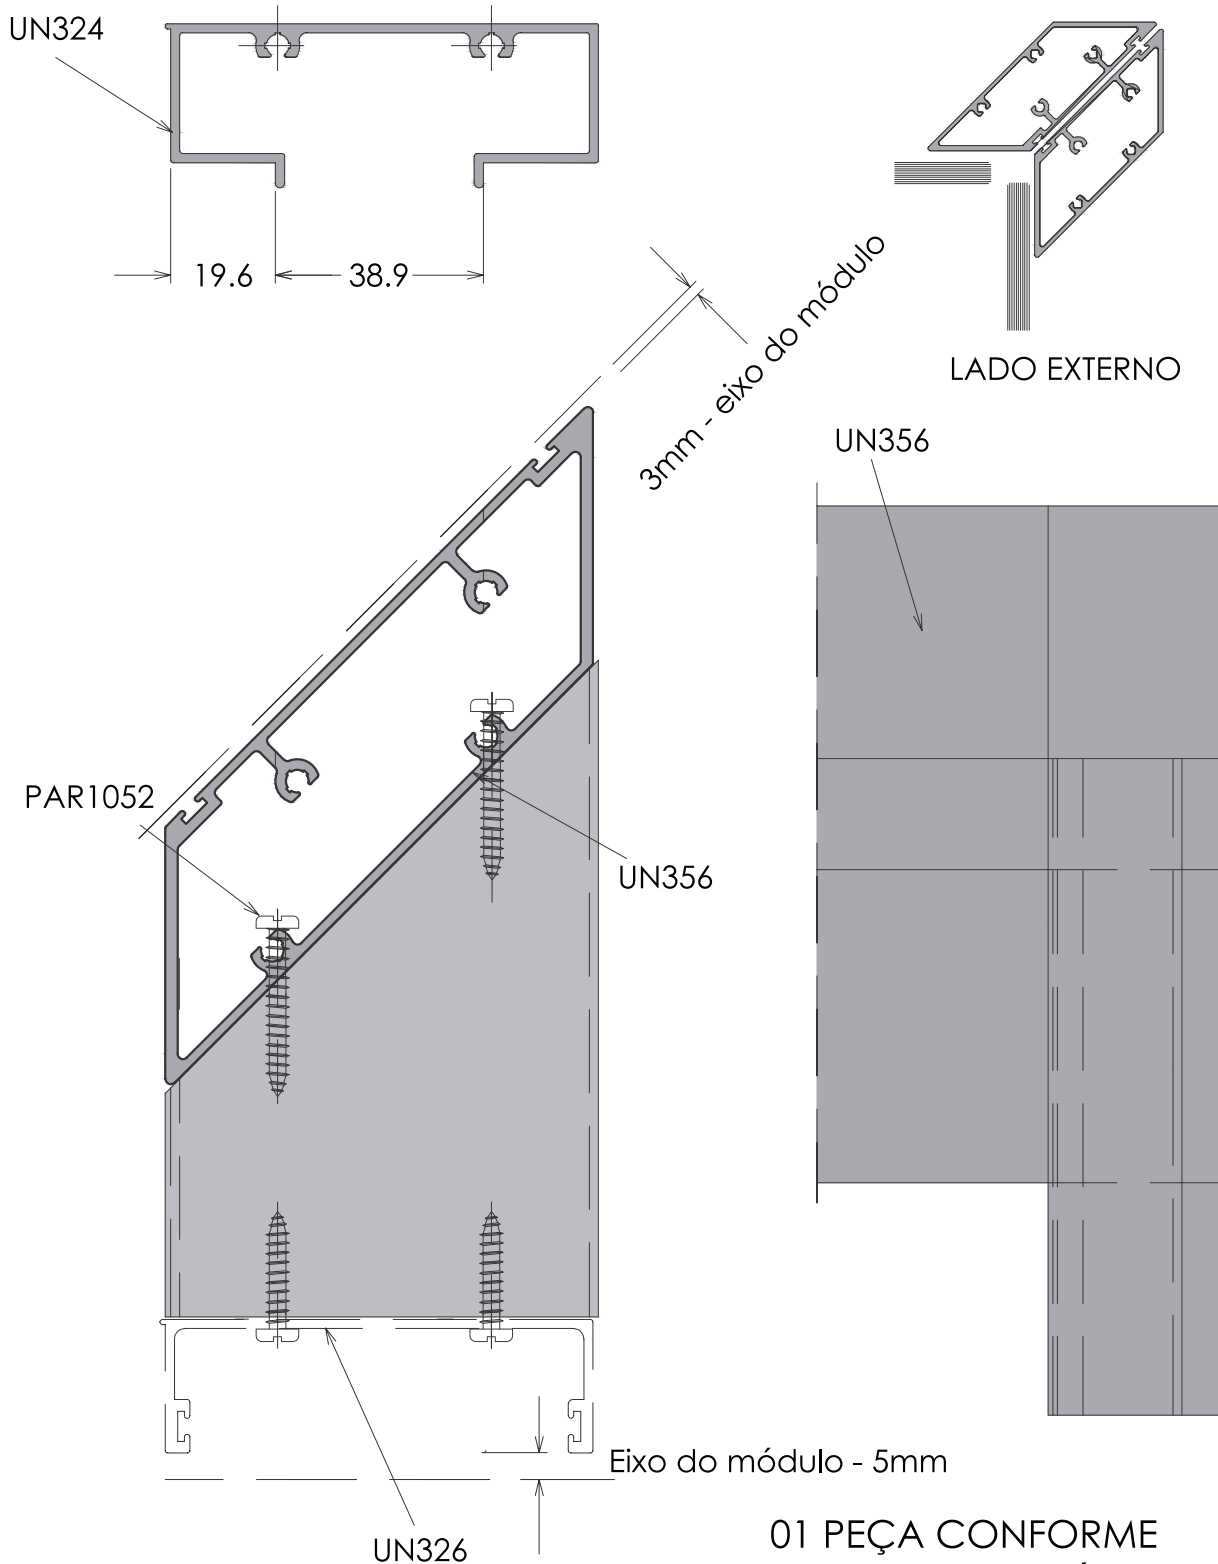 UN324
19.6
38.9
3mm - eixo do módulo
LADO EXTERNO
UN356
PAR1052
UN356
Eixo do módulo - 5mm
UN326
01 PEÇA CONFORME